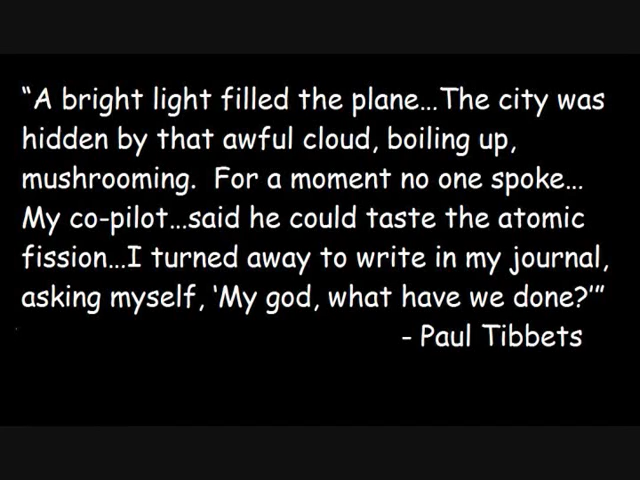 “A bright light filled the plane...The city was
hidden by that awful cloud, boiling up,
mushrooming.  For a moment no one spoke...
My co-pilot...said he could taste the atomic
fission...I turned away to write in my journal,
asking myself, ‘My god, what have we done?’”
- Paul Tibbets